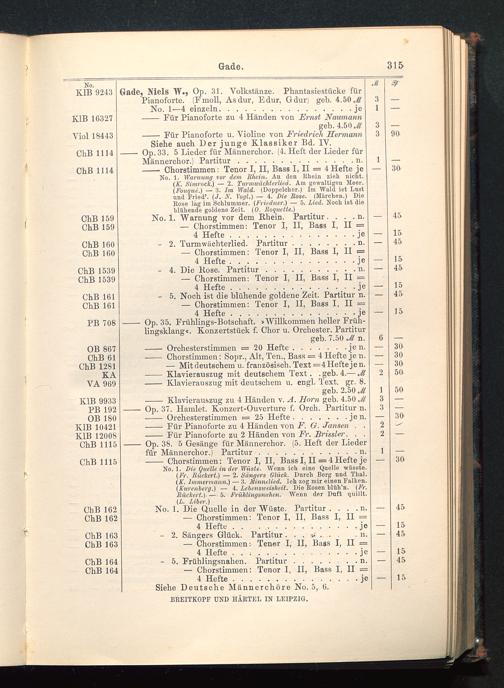 Gade. 315
No. ℳ ₰
KlB 9243 Gade, Niels W., Op. 31. Volkstänze. Phantasiestücke für
Pianoforte. (Fmoll, Asdur, Edur, Gdur) geb. 4.50 ℳ 3 —
No. 1—4 einzeln. . . . . . . . . . . . . . je 1 —
KlB 16327 — Für Pianoforte zu 4 Händen von Ernst Naumann
geb. 4.50 ℳ 3 —
Viol 18443 — Für Pianoforte u. Violine von Friedrich Hermann 3 90
Siehe auch Der junge Klassiker Bd. IV.
ChB 1114 — Op. 33. 5 Lieder für Männerchor. (4. Heft der Lieder für
Männerchor.) Partitur . . . . . . . . . . . n. 1 —
ChB 1114 — Chorstimmen: Tenor I, II, Bass I, II = 4 Hefte je — 30
No. 1. Warnung vor dem Rhein. An den Rhein zieh nicht.
(K. Simrock.) — 2. Turmwächterlied. Am gewaltigen Meer.
(Fouqué.) — 3. Im Wald. (Doppelchor.) Im Wald ist Lust
und Fried'. (J. N. Vogl.) — 4. Die Rose. (Märchen.) Die
Rose lag im Schlummer. — 5. Lied. Noch ist die
blühende goldene Zeit. (O. Roquette.)
ChB 159 No. 1. Warnung vor dem Rhein. Partitur. . . . n. — 45
ChB 159 — Chorstimmen: Tenor I, II, Bass I, II =
4 Hefte . . . . . . . . . . . . je — 15
ChB 160 - 2. Turmwächterlied. Partitur . . . . . . n. — 45
ChB 160 — Chorstimmen: Tenor I, II, Bass I, II =
4 Hefte . . . . . . . . . . . . je — 15
ChB 1539 - 4. Die Rose. Partitur . . . . . . . . n. — 45
ChB 1539 — Chorstimmen: Tenor I, II, Bass I, II =
4 Hefte . . . . . . . . . . . . je — 15
ChB 161 - 5. Noch ist die blühende goldene Zeit. Partitur n. — 45
ChB 161 — Chorstimmen: Tenor I, II, Bass I, II =
4 Hefte . . . . . . . . . . . . je — 15
PB 708 — Op. 35. Frühlings-Botschaft. »Willkommen heller Früh-
lingsklang«. Konzertstück f. Chor u. Orchester. Partitur
geb. 7.50 ℳ n. 6 —
OB 867 — Orchesterstimmen = 20 Hefte . . . . . . . je n. — 30
ChB 61 — Chorstimmen: Sopr., Alt, Ten., Bass = 4 Hefte je n. — 30
ChB 1281 — Mit deutschem u. französisch. Text = 4 Hefte je n. — 30
KA — Klavierauszug mit deutschem Text . . geb. 4.— ℳ 2 50
VA 969 — Klavierauszug mit deutschem u. engl. Text. gr. 8.
geb. 2.50 ℳ 1 50
KlB 9933 — Klavierauszug zu 4 Händen v. A. Horn geb. 4.50 ℳ 3 —
PB 192 — Op. 37. Hamlet. Konzert-Ouverture f. Orch. Partitur n. 3 —
OB 180 — Orchesterstimmen = 25 Hefte . . . . . . . je n. — 30
KlB 10421 — Für Pianoforte zu 4 Händen von F. G. Jansen . . 2 —
KlB 12008 — Für Pianoforte zu 2 Händen von Fr. Brissler . . . 2 —
ChB 1115 — Op. 38. 5 Gesänge für Männerchor. (5. Heft der Lieder
für Männerchor.) Partitur . . . . . . . . . . n. 1 —
ChB 1115 — Chorstimmen: Tenor I, II, Bass I, II = 4 Hefte je — 30
No. 1. Die Quelle in der Wüste. Wenn ich eine Quelle wüsste.
(Fr. Rückert.) — 2. Sängers Glück. Durch Berg und Thal.
(K. Immermann.) — 3. Minnelied. Ich zog mir einen Falken.
(Kurenberg.) — 4. Lebensweisheit. Die Rosen blüh'n. (Fr.
Rückert.) — 5. Frühlingsnahen. Wenn der Duft quillt.
(L. Liber.)
ChB 162 No. 1. Die Quelle in der Wüste. Partitur . . . . n. — 45
ChB 162 — Chorstimmen: Tenor I, II, Bass I, II =
4 Hefte . . . . . . . . . . . . je — 15
ChB 163 - 2. Sängers Glück. Partitur . . . . . . . n. — 45
ChB 163 — Chorstimmen: Tenor I, II, Bass I, II =
4 Hefte . . . . . . . . . . . . je — 15
ChB 164 - 5. Frühlingsnahen. Partitur . . . . . . n. — 45
ChB 164 — Chorstimmen: Tenor I, II, Bass I, II =
4 Hefte . . . . . . . . . . . . je — 15
Siehe Deutsche Männerchöre No. 5, 6.
BREITKOPF UND HÄRTEL IN LEIPZIG.